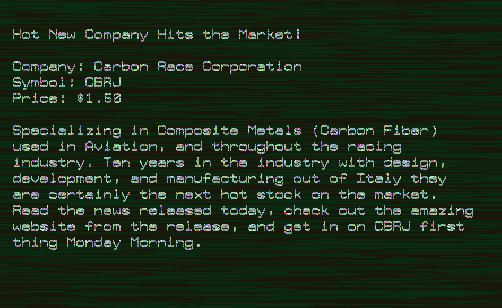 Hot New Company Hits the Market!
Company: Carbon Race Corporation
Symbol: CBRJ
Price: $1.50
Specializing in Composite Metals (Carbon Fiber)
used in Aviation, and throughout the racing
industry. Ten years in the industry with design,
development, and manufacturing out of Italy they
are certainly the next hot stock on the market.
Read the news released today, check out the amazing
website from the release, and get in on CBRJ first
thing Monday Morning.